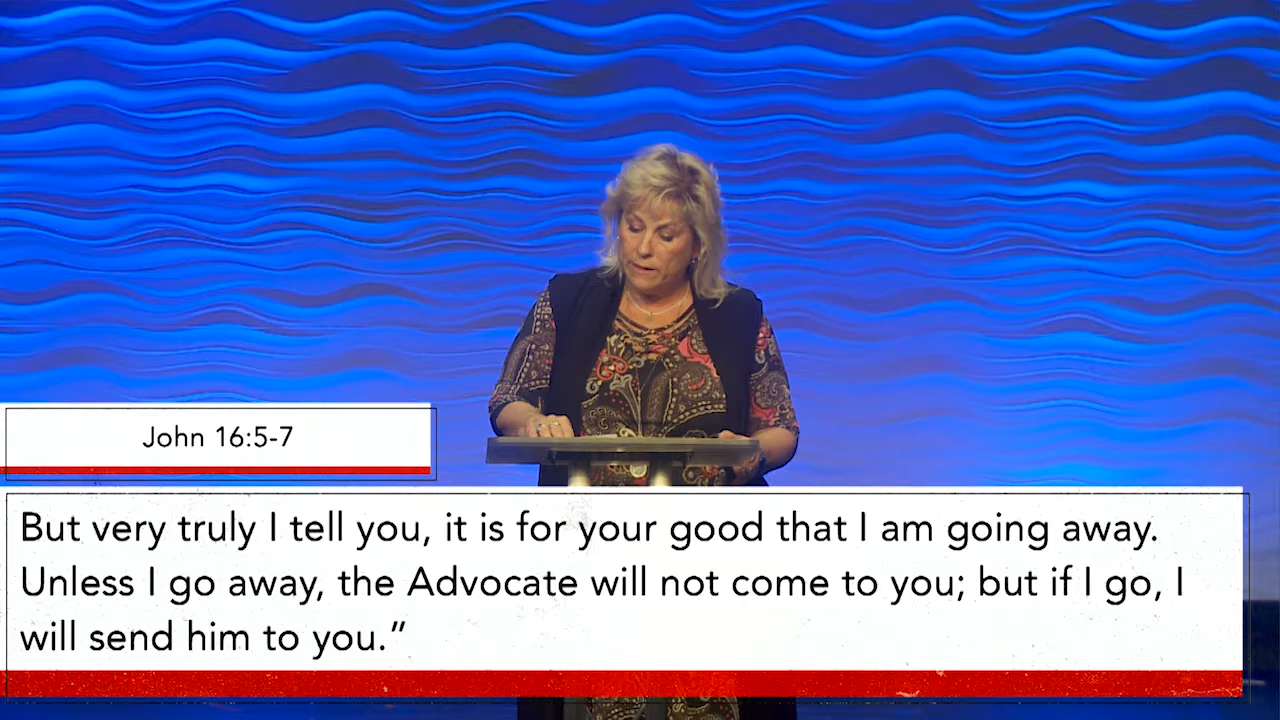 John 16:5-7
But very truly I tell you, it is for your good that I am going away.
Unless I go away, the Advocate will not come to you; but if I go, I
will send him to you.”